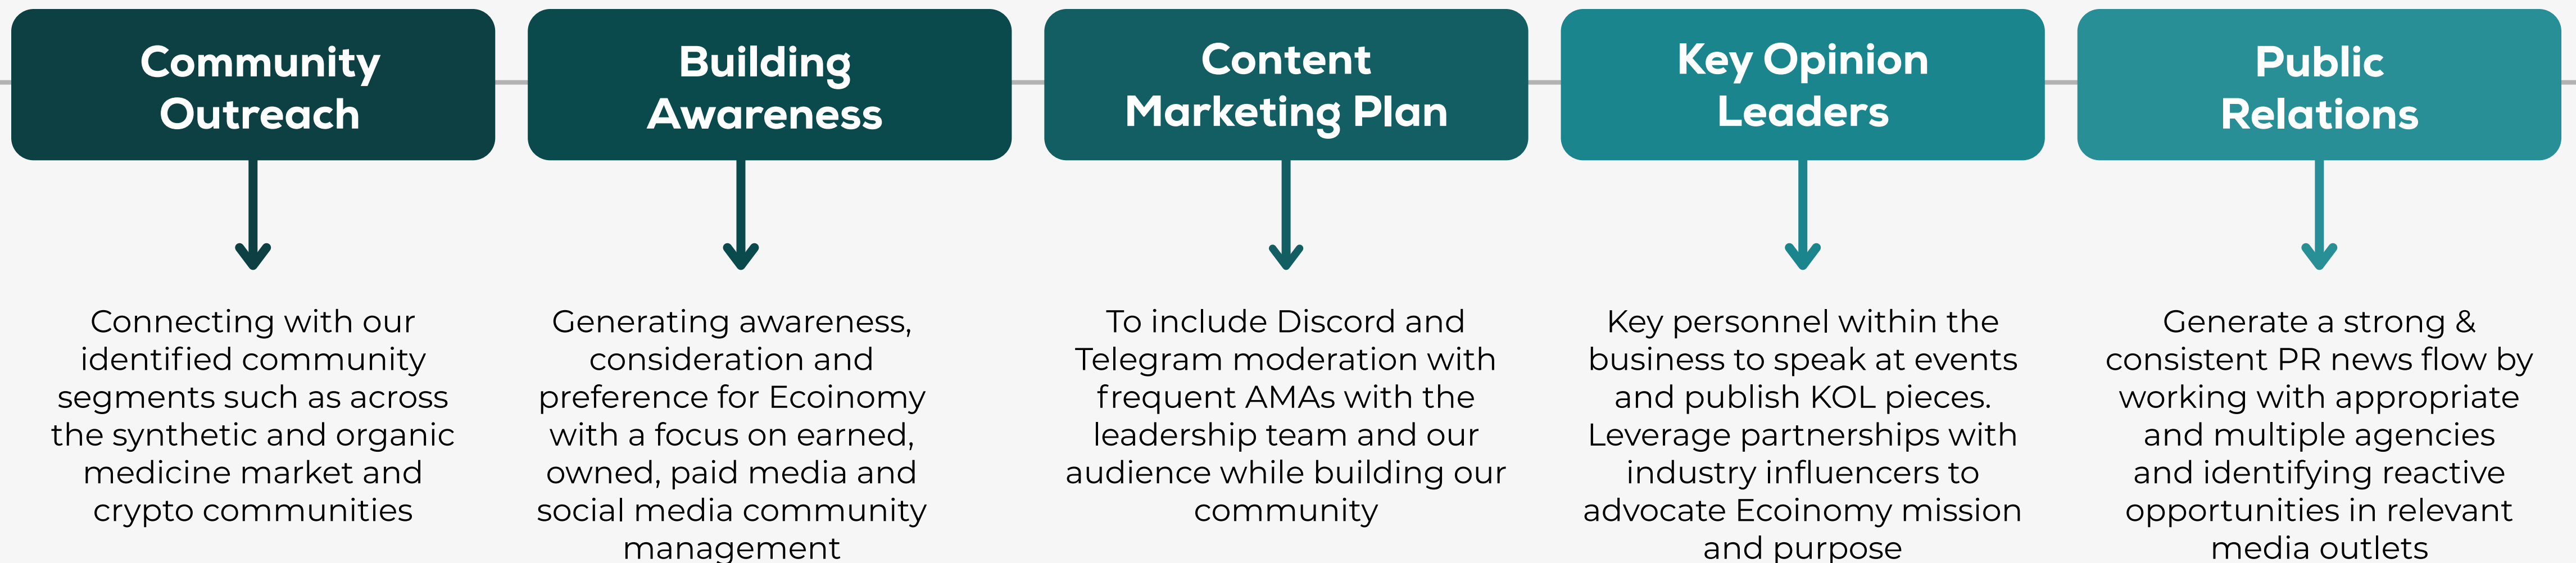 Community
Outreach
Connecting with our
identified community
segments such as across
the synthetic and organic
medicine market and
crypto communities
Building
Awareness
Generating awareness,
consideration and
preference for Ecoinomy
with a focus on earned,
owned, paid media and
social media community
management
Content
Marketing Plan
To include Discord and
Telegram moderation with
frequent AMAs with the
leadership team and our
audience while building our
community
Key Opinion
Leaders
Key personnel within the
business to speak at events
and publish KOL pieces.
Leverage partnerships with
industry influencers to
advocate Ecoinomy mission
and purpose
Public
Relations
Generate a strong &
consistent PR news flow by
working with appropriate
and multiple agencies
and identifying reactive
opportunities in relevant
media outlets